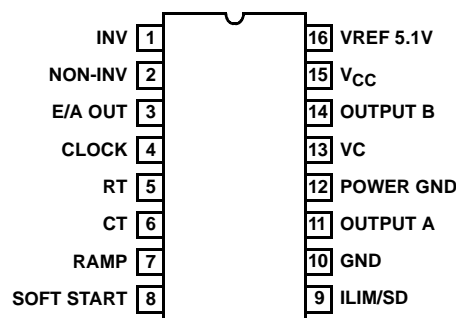 INV 1
NON-INV 2
E/A OUT 3
CLOCK 4
RT 5
CT 6
RAMP 7
SOFT START 8
16 VREF 5.1V
15 VCC
14 OUTPUT B
13 VC
12 POWER GND
11 OUTPUT A
10 GND
9 ILIM/SD